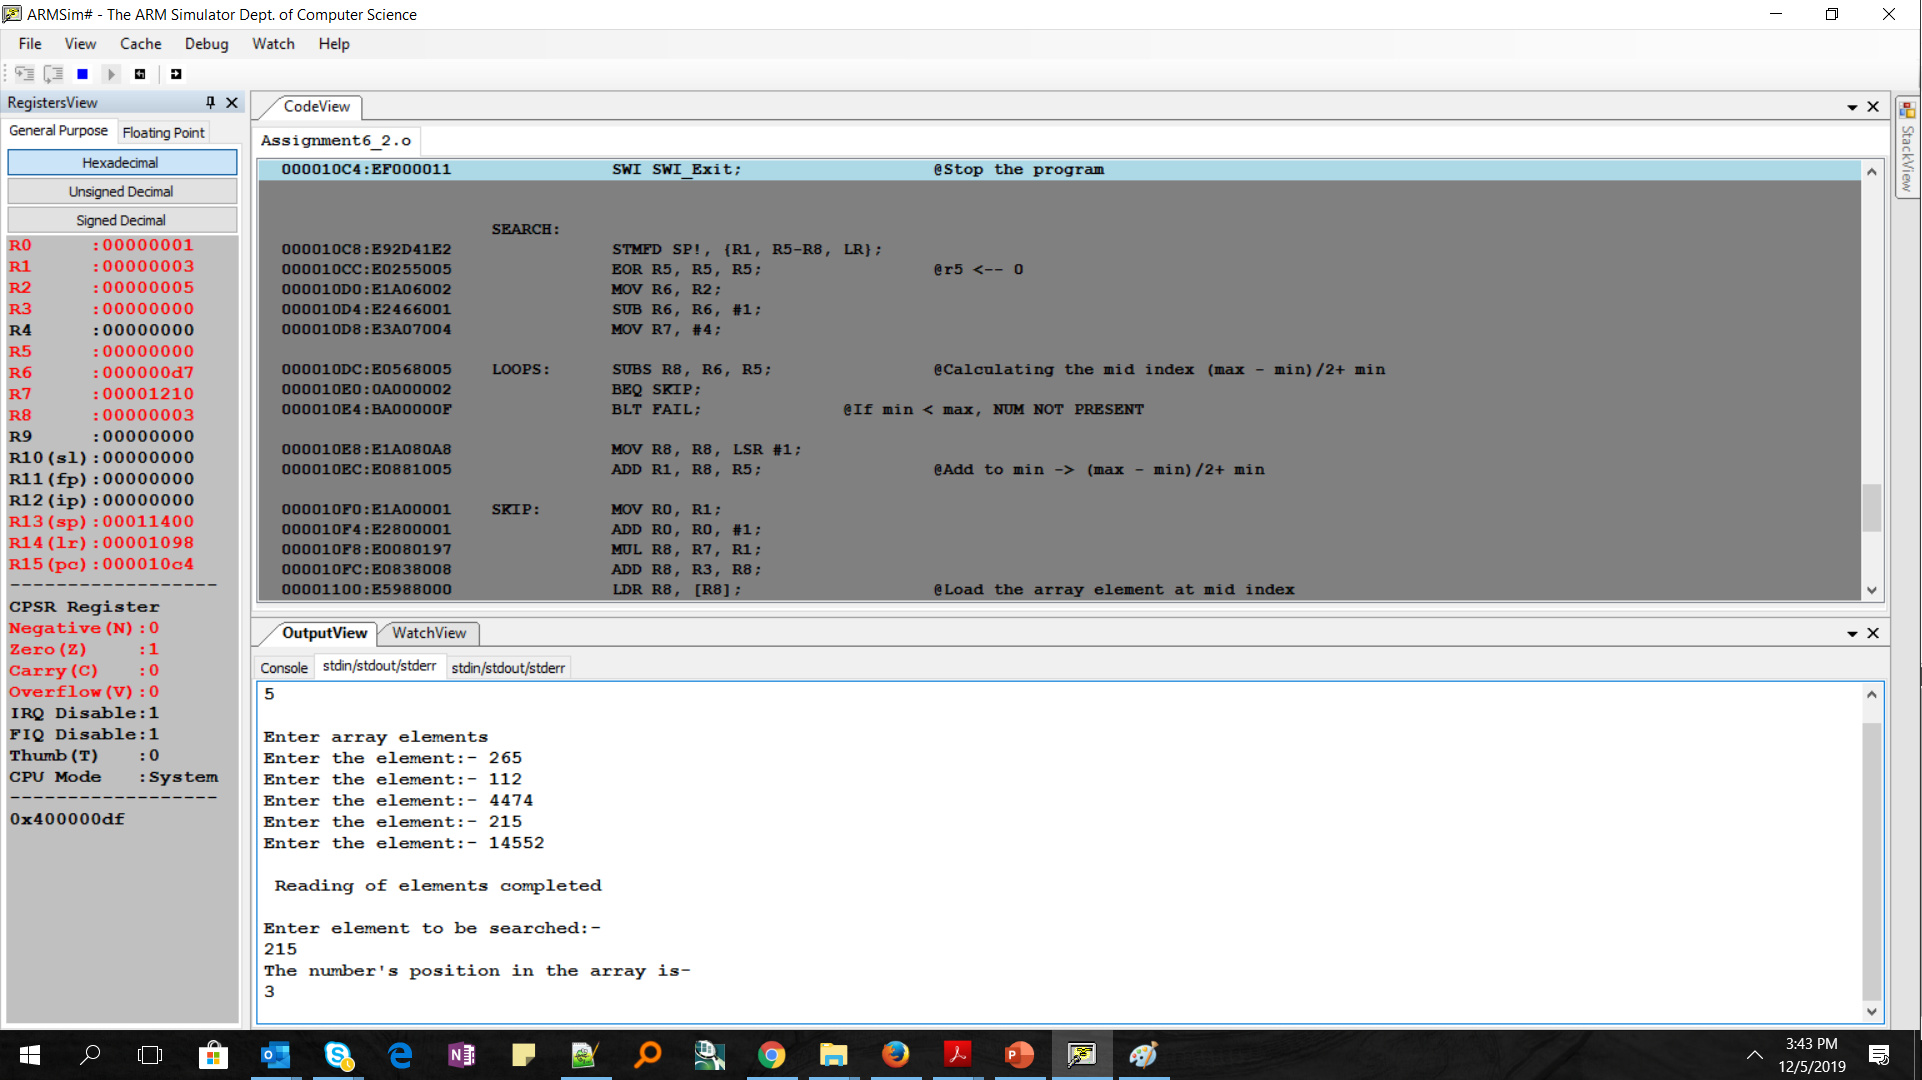 ARMSim# - The ARM Simulator Dept. of Computer Science
File View Cache Debug Watch Help
RegistersView
General Purpose Floating Point
Hexadecimal
Unsigned Decimal
Signed Decimal
R0 :00000001
R1 :00000003
R2 :00000005
R3 :00000000
R4 :00000000
R5 :00000000
R6 :000000d7
R7 :00001210
R8 :00000003
R9 :00000000
R10(sl):00000000
R11(fp):00000000
R12(ip):00000000
R13(sp):00011400
R14(lr):00001098
R15(pc):000010c4
------------------
CPSR Register
Negative(N):0
Zero(Z) :1
Carry(C) :0
Overflow(V):0
IRQ Disable:1
FIQ Disable:1
Thumb(T) :0
CPU Mode :System
------------------
0x400000df
CodeView
Assignment6_2.o
000010C4:EF000011 SWI SWI_Exit; @Stop the program
SEARCH:
000010C8:E92D41E2 STMFD SP!, {R1, R5-R8, LR};
000010CC:E0255005 EOR R5, R5, R5; @r5 <-- 0
000010D0:E1A06002 MOV R6, R2;
000010D4:E2466001 SUB R6, R6, #1;
000010D8:E3A07004 MOV R7, #4;
000010DC:E0568005 LOOPS: SUBS R8, R6, R5; @Calculating the mid index (max - min)/2+ min
000010E0:0A000002 BEQ SKIP;
000010E4:BA00000F BLT FAIL; @If min < max, NUM NOT PRESENT
000010E8:E1A080A8 MOV R8, R8, LSR #1;
000010EC:E0881005 ADD R1, R8, R5; @Add to min -> (max - min)/2+ min
000010F0:E1A00001 SKIP: MOV R0, R1;
000010F4:E2800001 ADD R0, R0, #1;
000010F8:E0080197 MUL R8, R7, R1;
000010FC:E0838008 ADD R8, R3, R8;
00001100:E5988000 LDR R8, [R8]; @Load the array element at mid index
StackView
OutputView WatchView
Console stdin/stdout/stderr stdin/stdout/stderr
5
Enter array elements
Enter the element:- 265
Enter the element:- 112
Enter the element:- 4474
Enter the element:- 215
Enter the element:- 14552
Reading of elements completed
Enter element to be searched:-
215
The number's position in the array is-
3
3:43 PM
12/5/2019